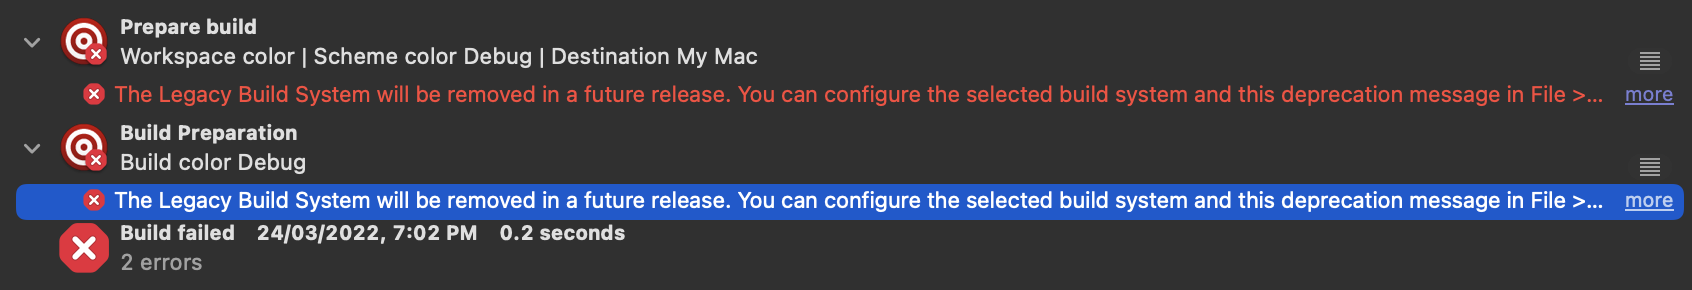 Prepare build
Workspace color | Scheme color Debug | Destination My Mac
The Legacy Build System will be removed in a future release. You can configure the selected build system and this deprecation message in File >... more
Build Preparation
Build color Debug
The Legacy Build System will be removed in a future release. You can configure the selected build system and this deprecation message in File >... more
Build failed 24/03/2022, 7:02 PM 0.2 seconds
2 errors